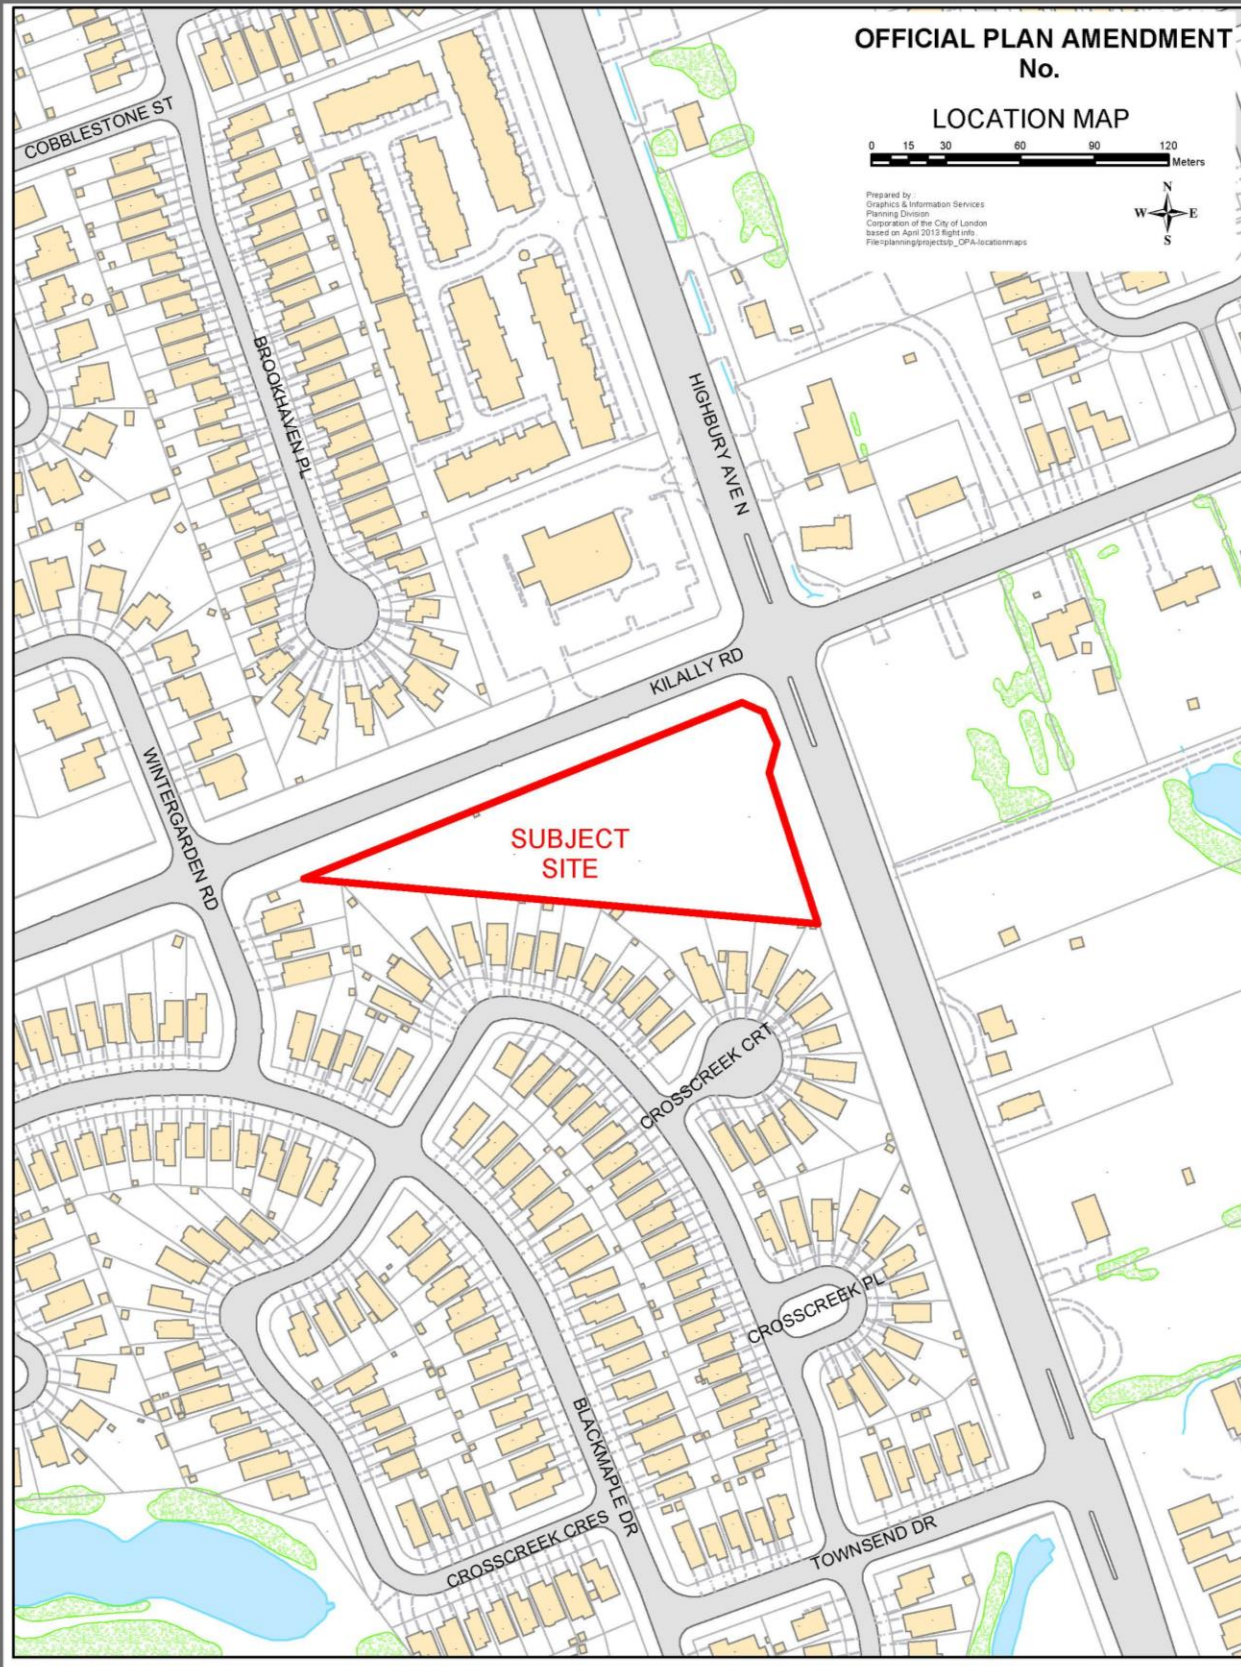 OFFICIAL PLAN AMENDMENT
No.
LOCATION MAP
0 15 30 60 90 120
Meters
Prepared by :
Graphics & Information Services
Planning Division
Corporation of the City of London
based on April 2013 flight info.
File=planning/projects/p_OPA-locationmaps
N
W E
S
COBBLESTONE ST
BROOKHAVEN PL
HIGHBURY AVE N
KILALLY RD
WINTERGARDEN RD
SUBJECT
SITE
CROSSCREEK CRT
CROSSCREEK PL
BLACKMAPLE DR
CROSSCREEK CRES
TOWNSEND DR